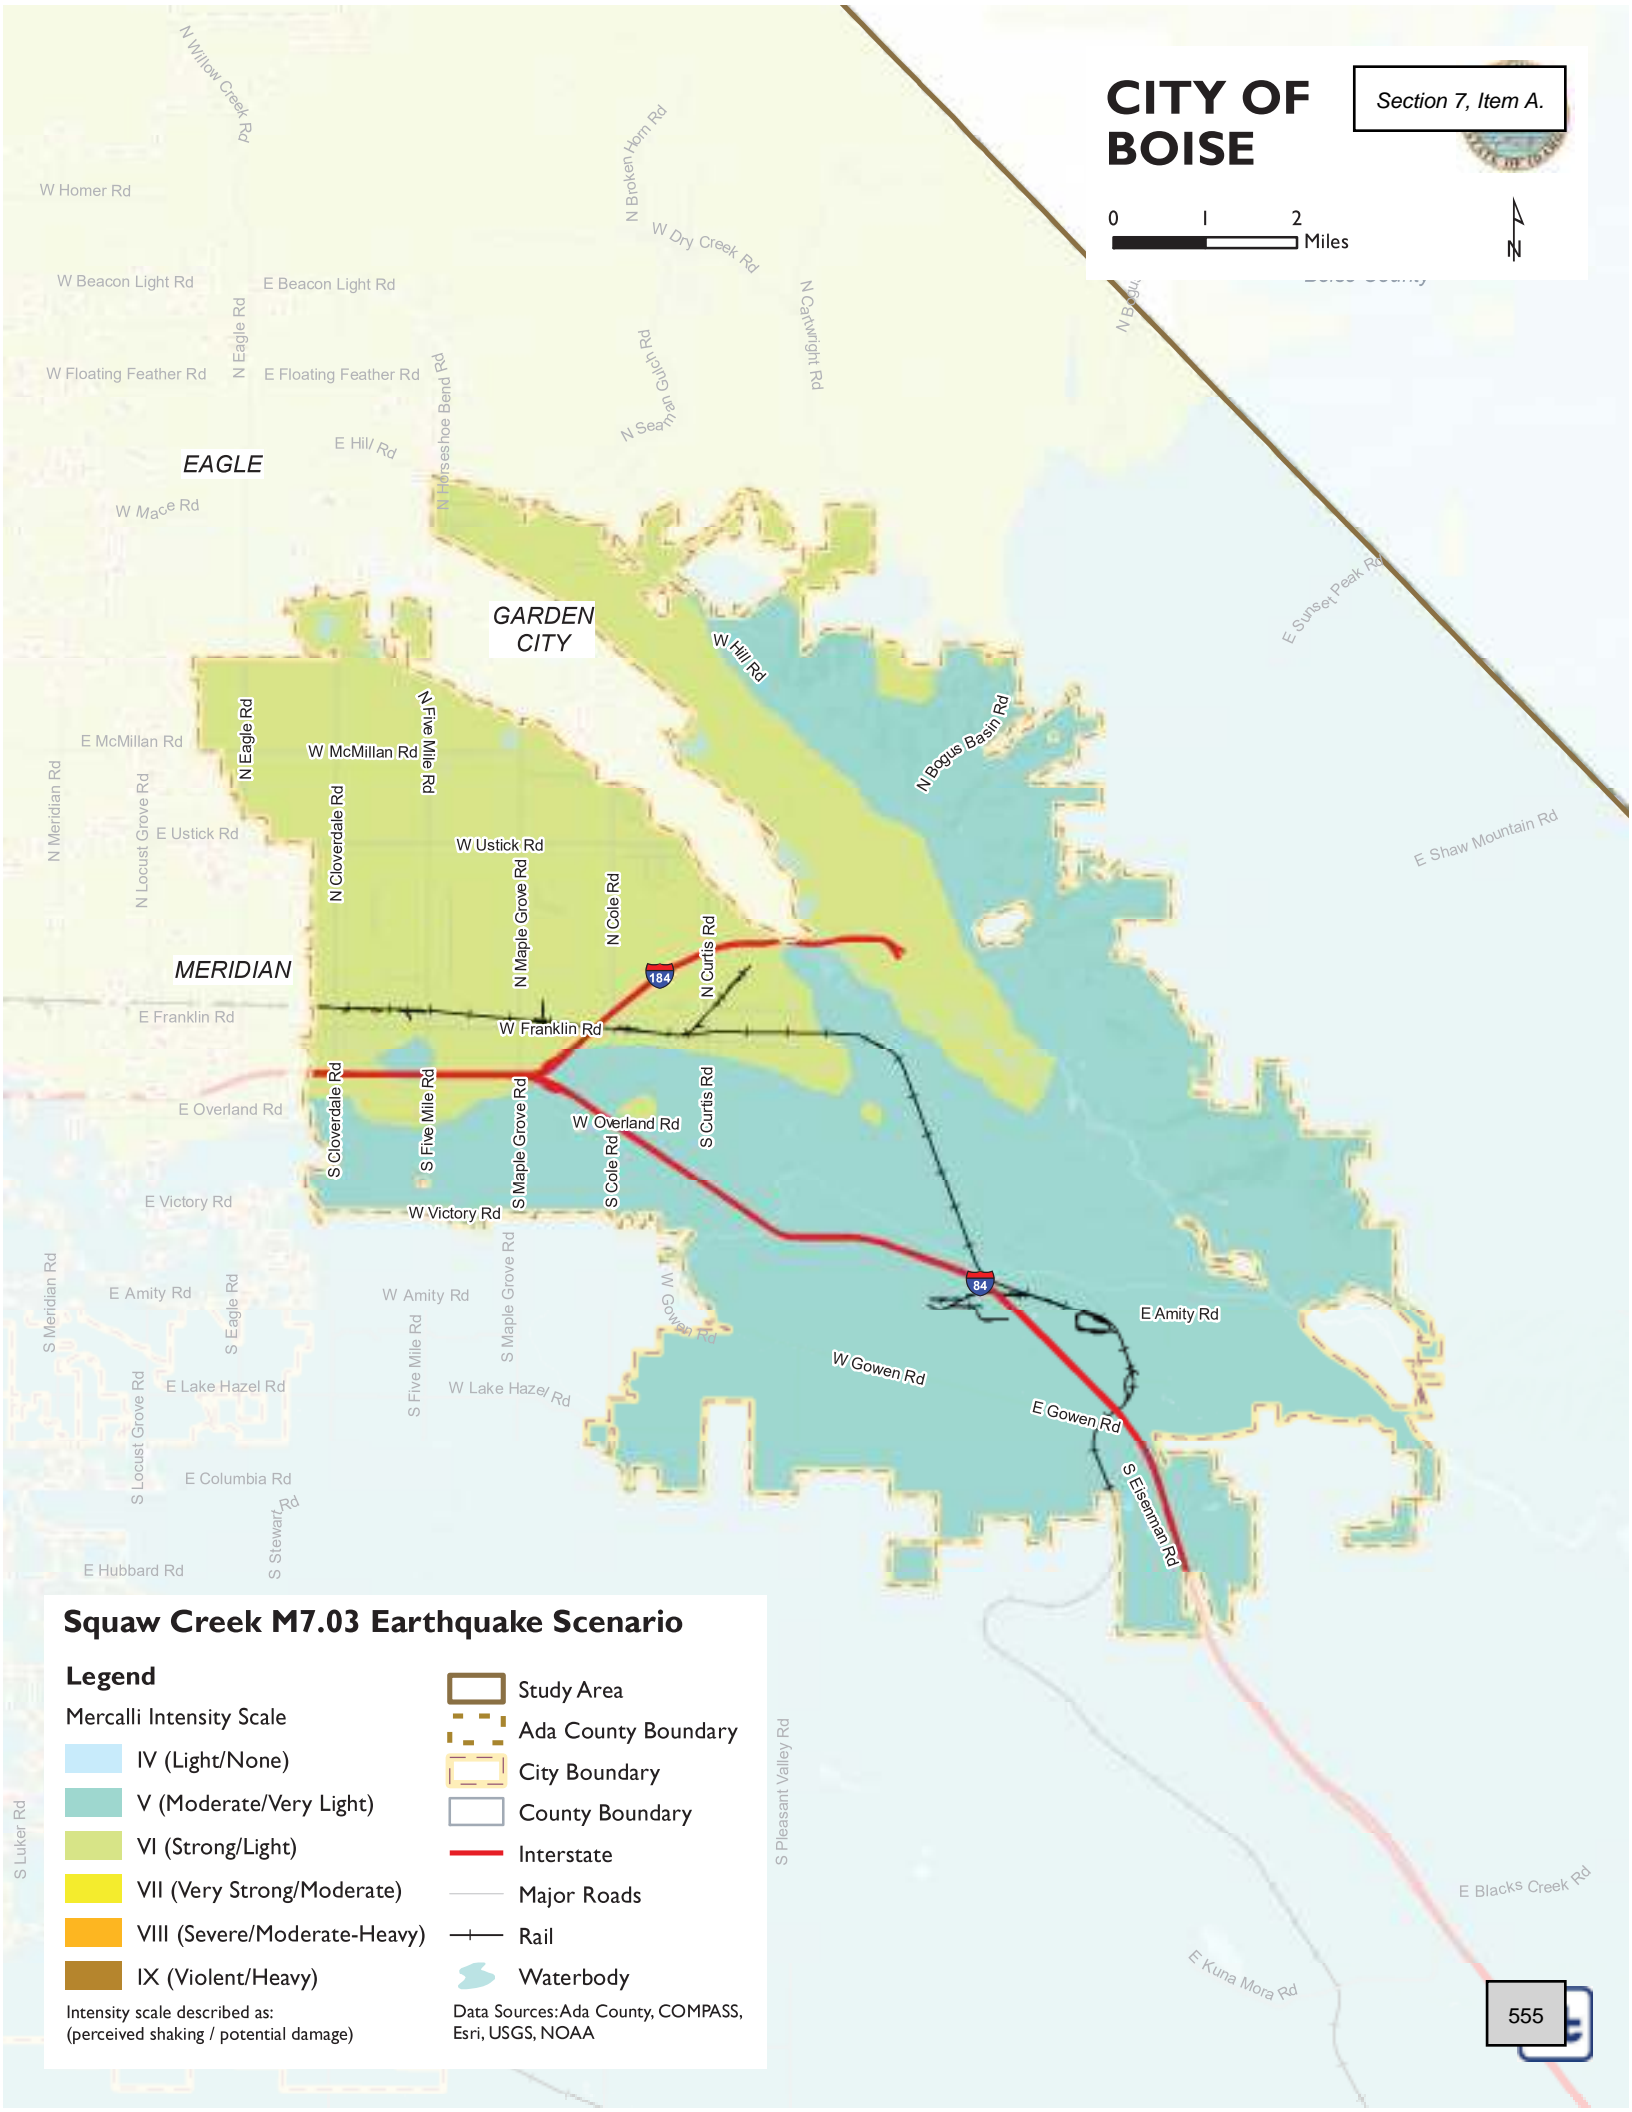 CITY OF
BOISE
Section 7, Item A.
STATE OF IDAHO
0 1 2
Miles
N
N Willow Creek Rd
N Broken Horn Rd
W Homer Rd
W Dry Creek Rd
W Beacon Light Rd
E Beacon Light Rd
N Cartwright Rd
N Eagle Rd
N Seaman Gulch Rd
W Floating Feather Rd
E Floating Feather Rd
N Horseshoe Bend Rd
E Hill Rd
EAGLE
W Mace Rd
E Sunset Peak Rd
GARDEN
CITY
W Hill Rd
N Eagle Rd
N Five Mile Rd
N Bogus Basin Rd
E McMillan Rd
W McMillan Rd
N Meridian Rd
N Locust Grove Rd
N Cloverdale Rd
E Ustick Rd
W Ustick Rd
E Shaw Mountain Rd
N Maple Grove Rd
N Cole Rd
N Curtis Rd
MERIDIAN
184
E Franklin Rd
W Franklin Rd
E Overland Rd
S Cloverdale Rd
S Five Mile Rd
S Maple Grove Rd
W Overland Rd
S Cole Rd
S Curtis Rd
E Victory Rd
W Victory Rd
S Meridian Rd
E Amity Rd
S Eagle Rd
W Amity Rd
S Five Mile Rd
S Maple Grove Rd
W Gowen Rd
84
E Amity Rd
W Gowen Rd
E Lake Hazel Rd
W Lake Hazel Rd
S Locust Grove Rd
E Gowen Rd
E Columbia Rd
S Stewart Rd
S Eisenman Rd
E Hubbard Rd
S Luker Rd
S Pleasant Valley Rd
E Blacks Creek Rd
E Kuna Mora Rd
Squaw Creek M7.03 Earthquake Scenario
Legend
Mercalli Intensity Scale
IV (Light/None)
V (Moderate/Very Light)
VI (Strong/Light)
VII (Very Strong/Moderate)
VIII (Severe/Moderate-Heavy)
IX (Violent/Heavy)
Intensity scale described as:
(perceived shaking / potential damage)
Study Area
Ada County Boundary
City Boundary
County Boundary
Interstate
Major Roads
Rail
Waterbody
Data Sources: Ada County, COMPASS,
Esri, USGS, NOAA
555